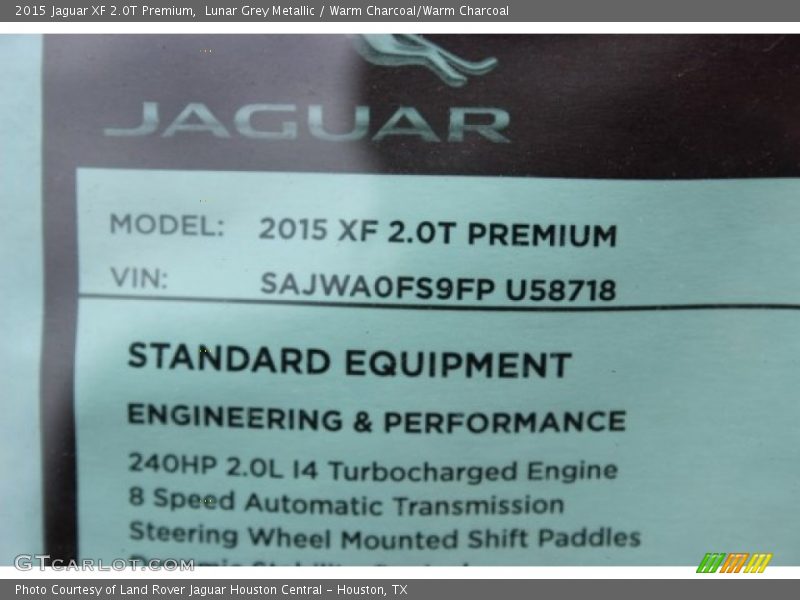 2015 Jaguar XF 2.0T Premium, Lunar Grey Metallic / Warm Charcoal/Warm Charcoal
JAGUAR
MODEL: 2015 XF 2.0T PREMIUM
VIN: SAJWA0FS9FP U58718
STANDARD EQUIPMENT
ENGINEERING & PERFORMANCE
240HP 2.0L I4 Turbocharged Engine
8 Speed Automatic Transmission
Steering Wheel Mounted Shift Paddles
GTCARLOT.COM
Photo Courtesy of Land Rover Jaguar Houston Central - Houston, TX